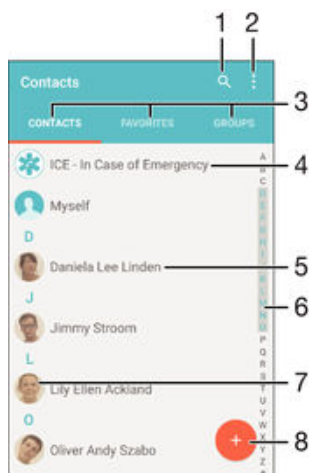 1 2
Contacts
3
CONTACTS FAVORITES GROUPS
ICE - In Case of Emergency 4
Myself
D
Daniela Lee Linden 5
J
Jimmy Stroom
L
Lily Ellen Ackland
O
Oliver Andy Szabo
A
B
C
6
P
Q
R
S
T
U
V
W
X
Y
Z
7
8